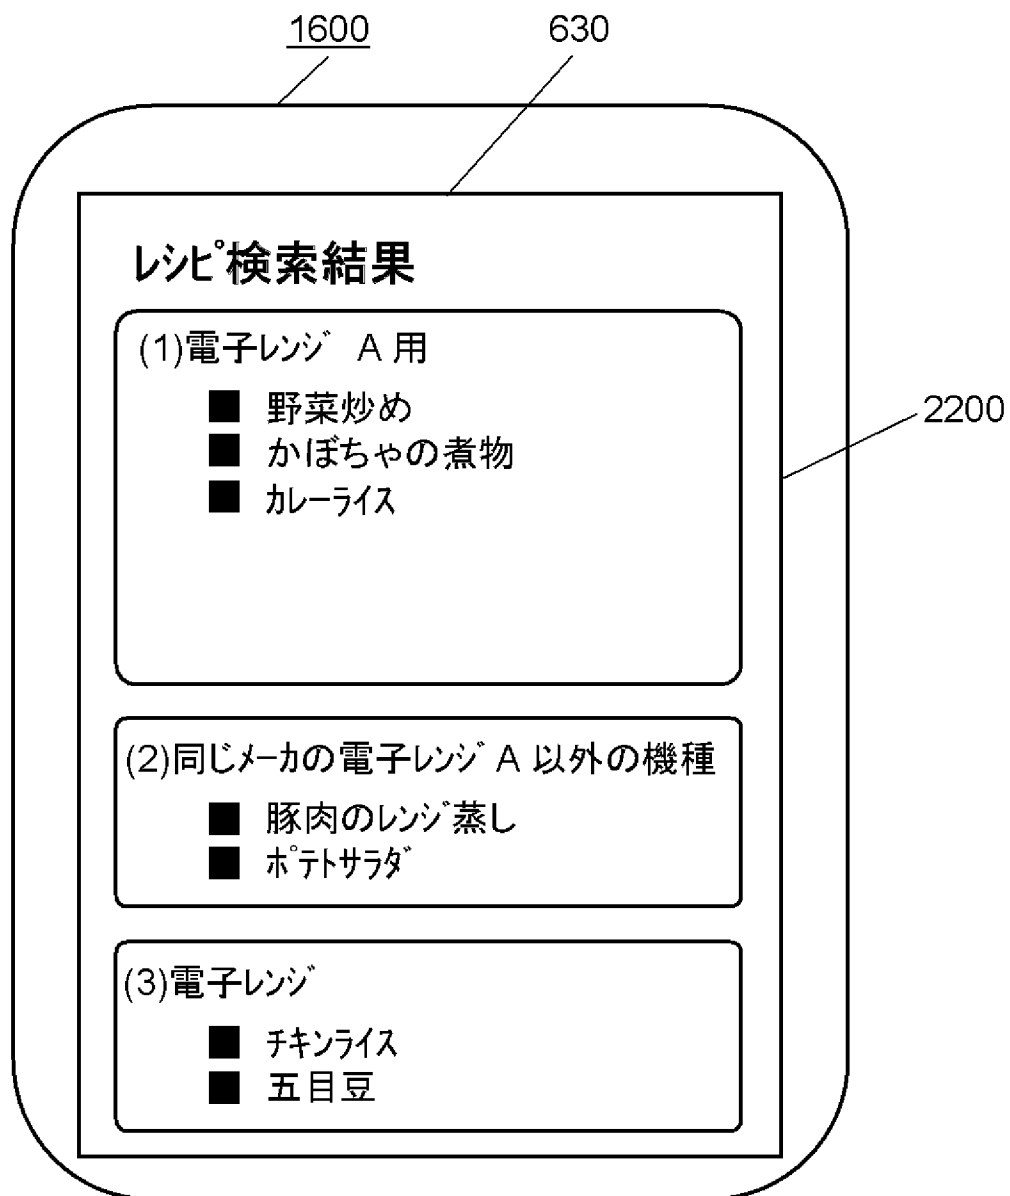 1600 630
レシピ検索結果
(1)電子レンジ A 用
■ 野菜炒め
■ かぼちゃの煮物
2200
■ カレーライス
(2)同じメーカの電子レンジ A 以外の機種
■ 豚肉のレンジ蒸し
■ ポテトサラダ
(3)電子レンジ
■ チキンライス
■ 五目豆